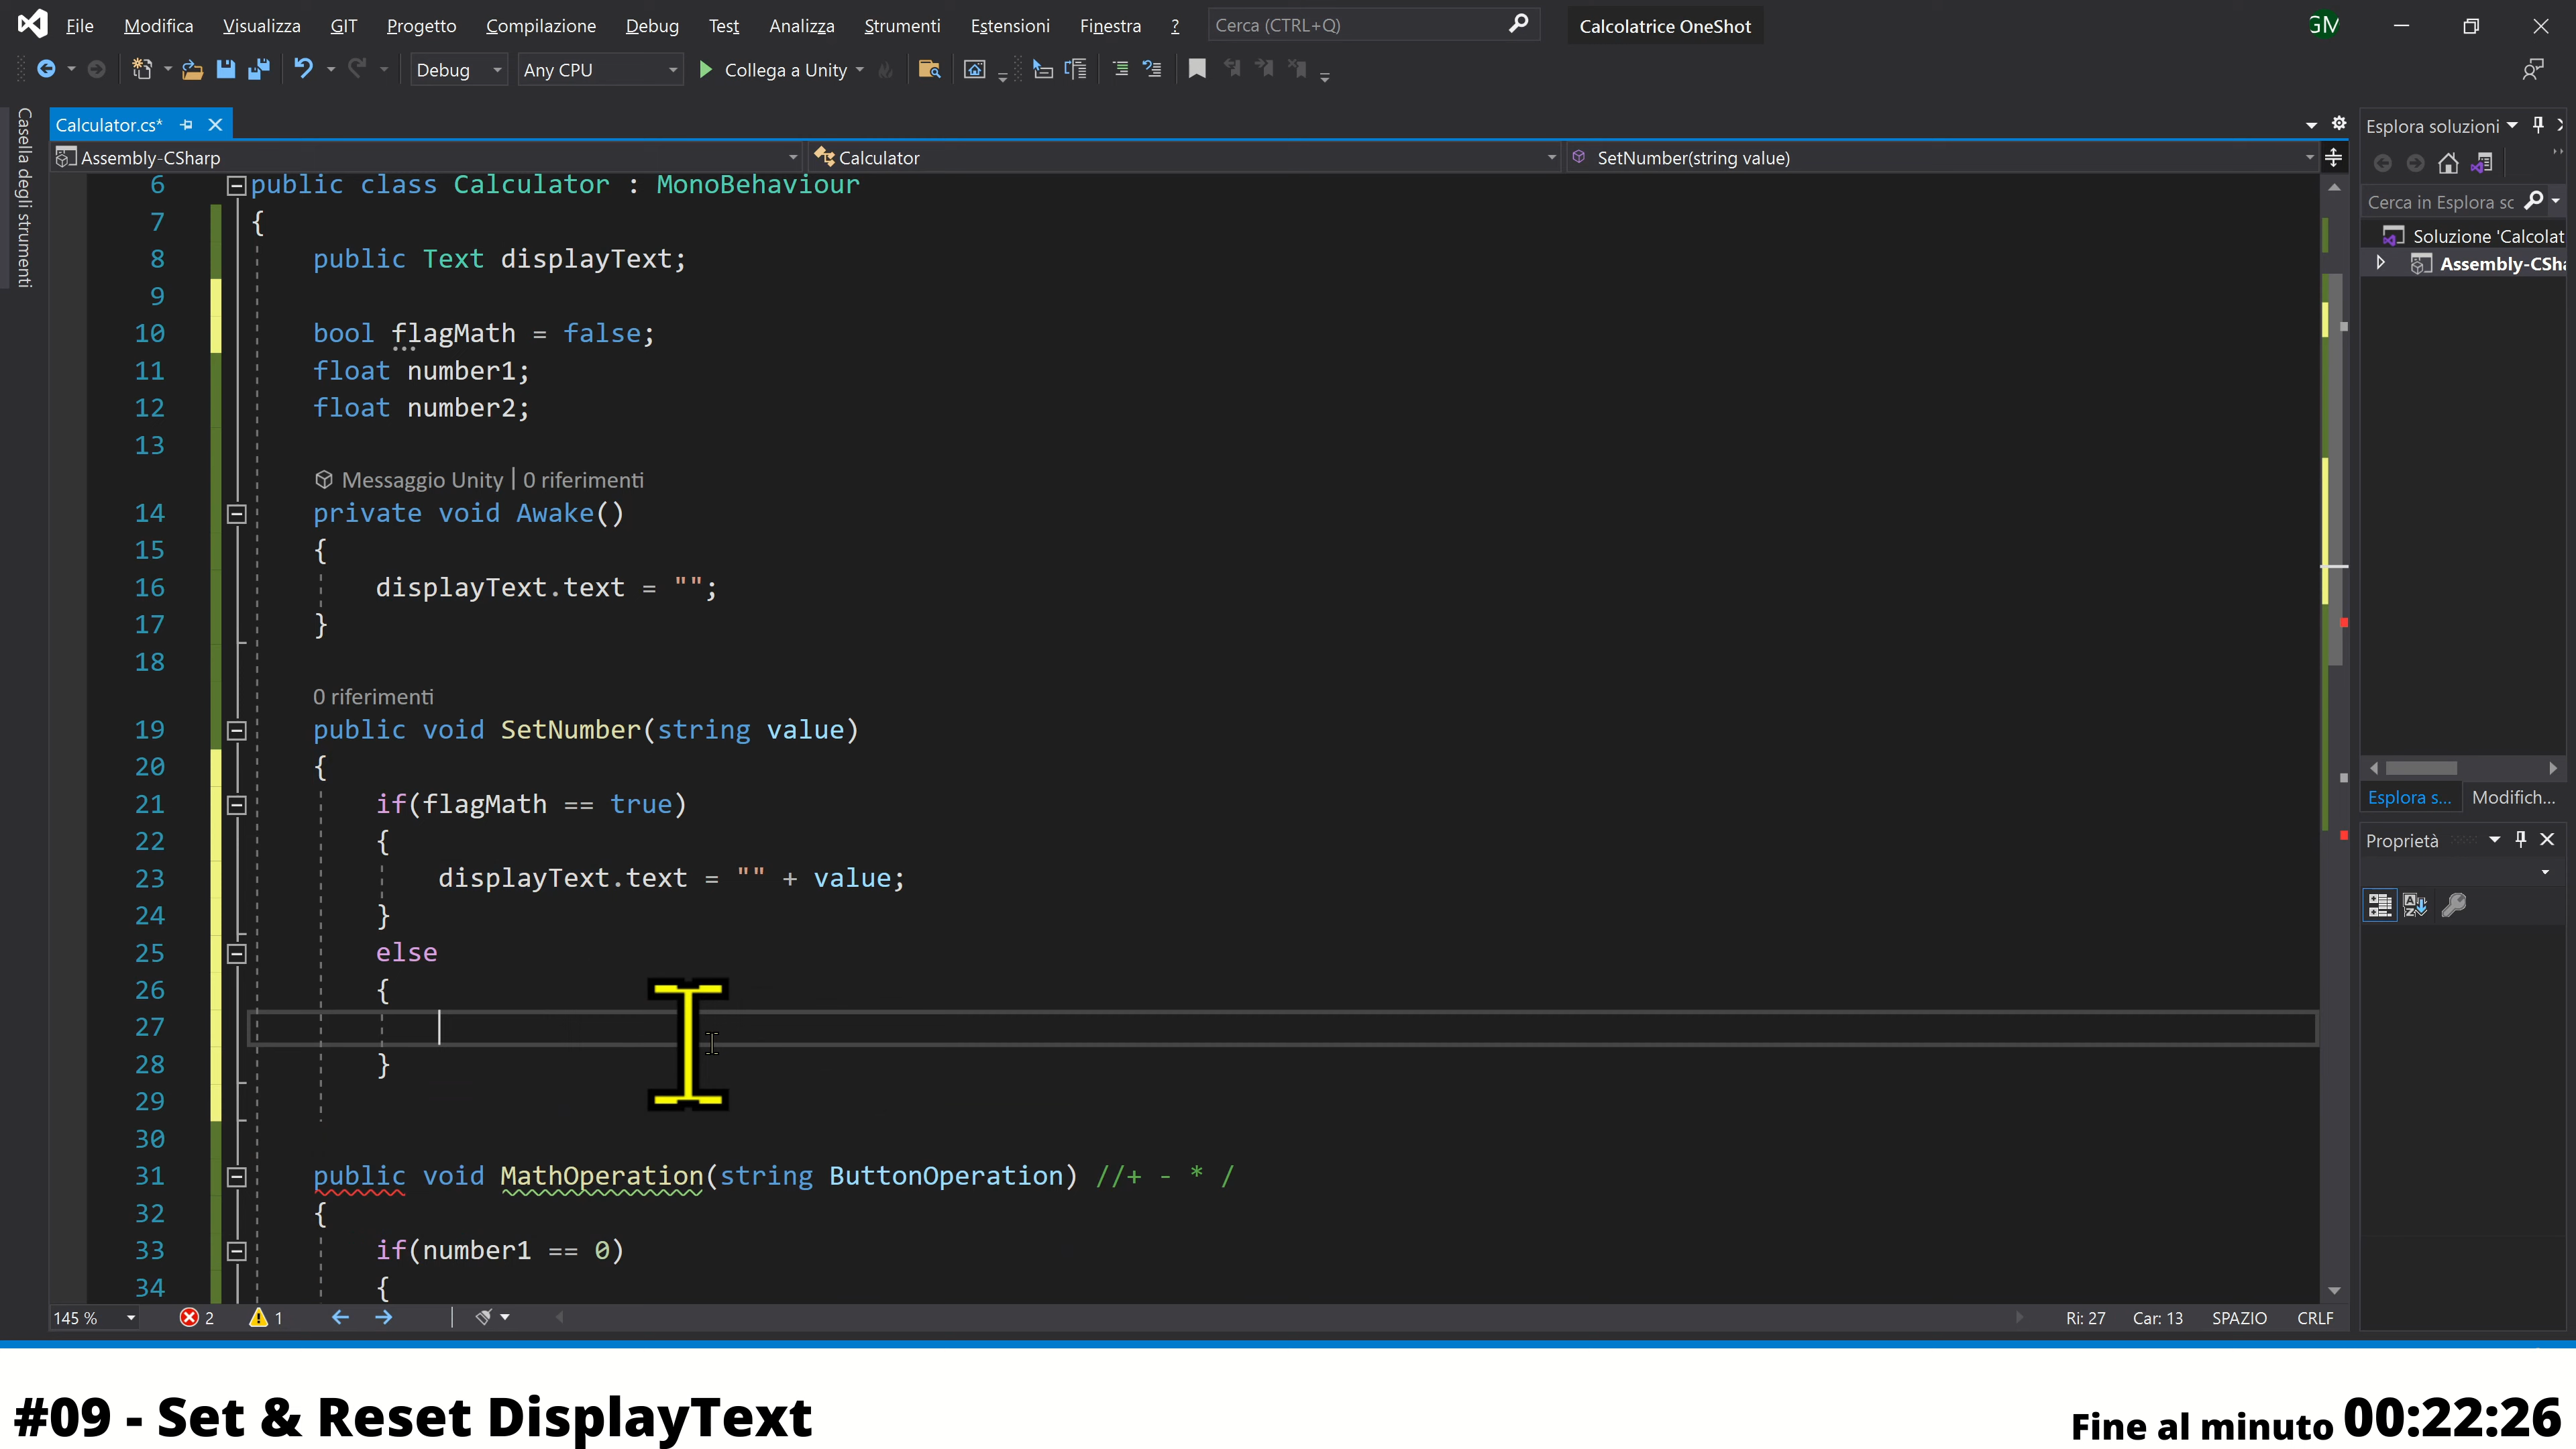 File Modifica Visualizza GIT Progetto Compilazione Debug Test Analizza Strumenti Estensioni Finestra ? Cerca (CTRL+Q) Calcolatrice OneShot GM
Debug Any CPU Collega a Unity
Casella degli strumenti
Calculator.cs*
Assembly-CSharp Calculator SetNumber(string value)
6 public class Calculator : MonoBehaviour
7 {
8 public Text displayText;
9
10 bool flagMath = false;
11 float number1;
12 float number2;
13
Messaggio Unity | 0 riferimenti
14 private void Awake()
15 {
16 displayText.text = "";
17 }
18
0 riferimenti
19 public void SetNumber(string value)
20 {
21 if(flagMath == true)
22 {
23 displayText.text = "" + value;
24 }
25 else
26 {
27
28 }
29
30
31 public void MathOperation(string ButtonOperation) //+ - * /
32 {
33 if(number1 == 0)
34 {
145 % 2 1 Ri: 27 Car: 13 SPAZIO CRLF
Esplora soluzioni
Cerca in Esplora sc
Soluzione 'Calcolat
Assembly-CSha
Esplora s... Modifich...
Proprietà
#09 - Set & Reset DisplayText
Fine al minuto 00:22:26